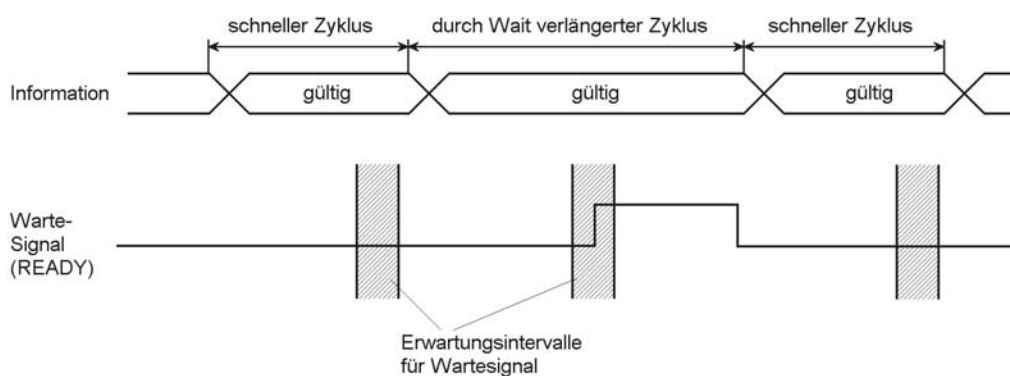 schneller Zyklus
durch Wait verlängerter Zyklus
schneller Zyklus
Information
gültig
gültig
gültig
Warte-
Signal
(READY)
Erwartungsintervalle
für Wartesignal